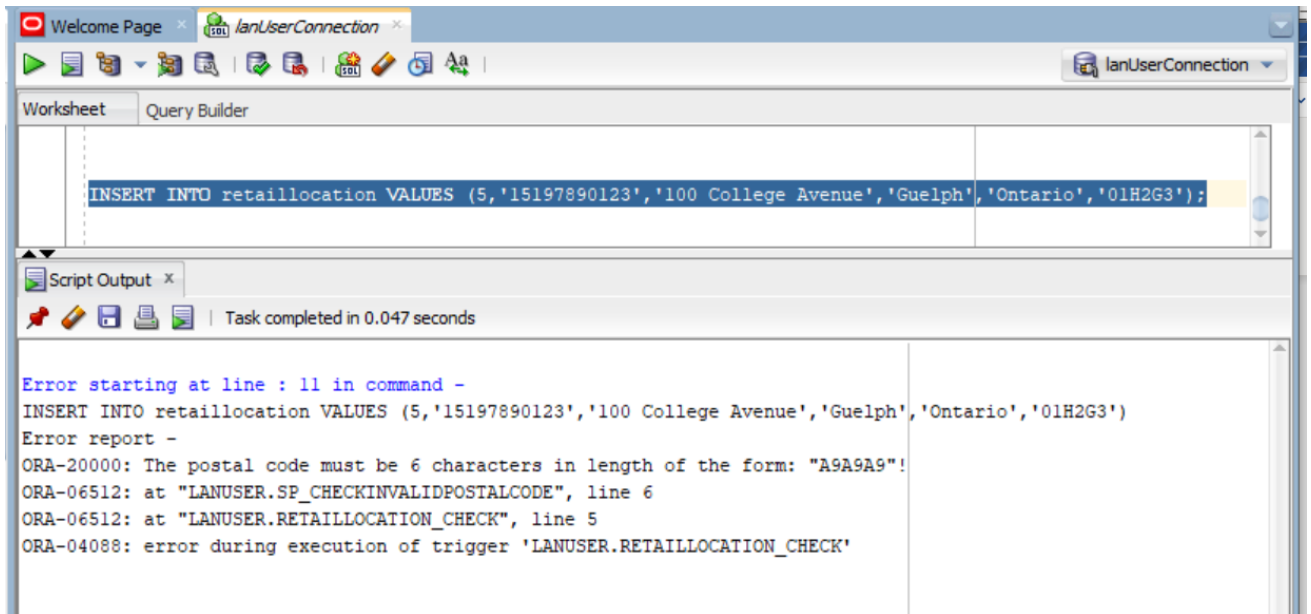 Welcome Page
lanUserConnection
SQL
SQL
lanUserConnection
Worksheet
Query Builder
INSERT INTO retaillocation VALUES (5,'15197890123','100 College Avenue','Guelph','Ontario','01H2G3');
Script Output x
Task completed in 0.047 seconds
Error starting at line : 11 in command -
INSERT INTO retaillocation VALUES (5,'15197890123','100 College Avenue','Guelph','Ontario','01H2G3')
Error report -
ORA-20000: The postal code must be 6 characters in length of the form: "A9A9A9"!
ORA-06512: at "LANUSER.SP_CHECKINVALIDPOSTALCODE", line 6
ORA-06512: at "LANUSER.RETAILLOCATION_CHECK", line 5
ORA-04088: error during execution of trigger 'LANUSER.RETAILLOCATION_CHECK'